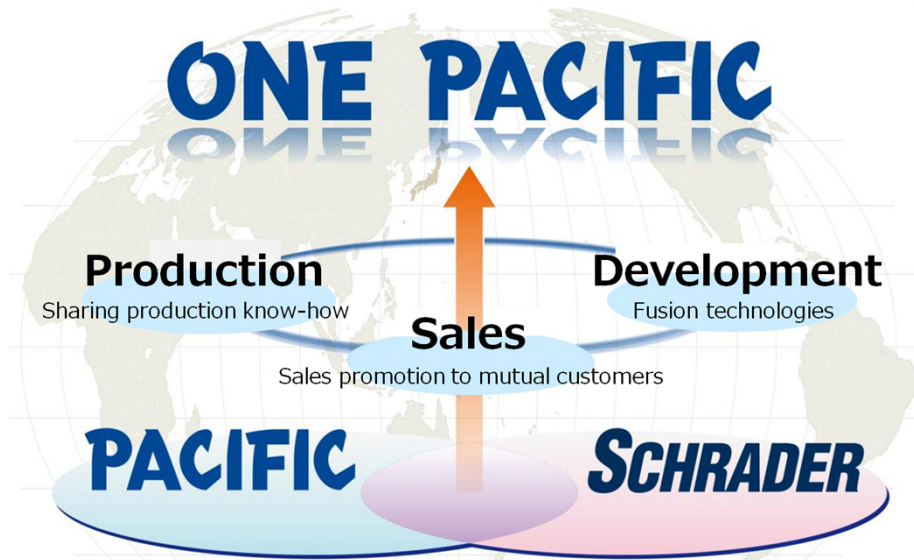 ONE PACIFIC
Production
Sharing production know-how
Development
Fusion technologies
Sales
Sales promotion to mutual customers
PACIFIC
SCHRADER